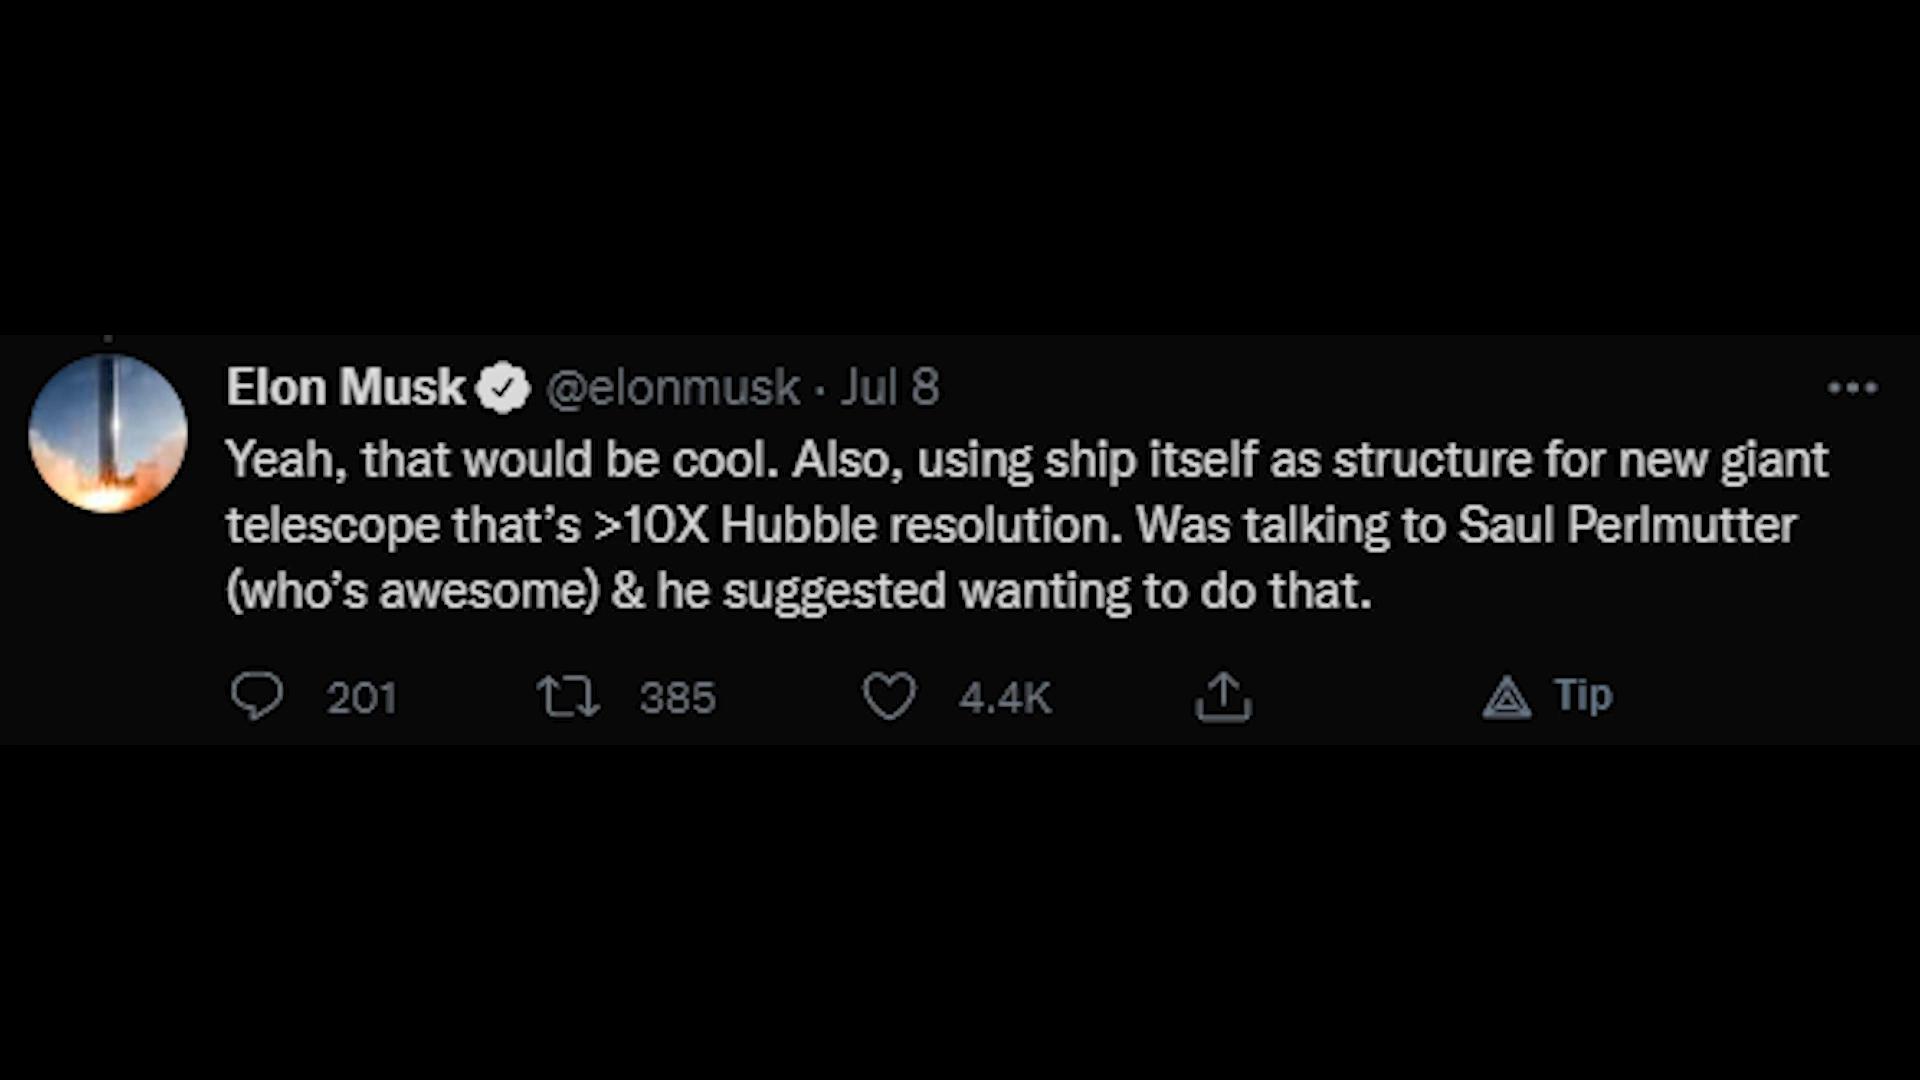 Elon Musk @elonmusk · Jul 8
Yeah, that would be cool. Also, using ship itself as structure for new giant
telescope that’s >10X Hubble resolution. Was talking to Saul Perlmutter
(who’s awesome) & he suggested wanting to do that.
201 385 4.4K Tip